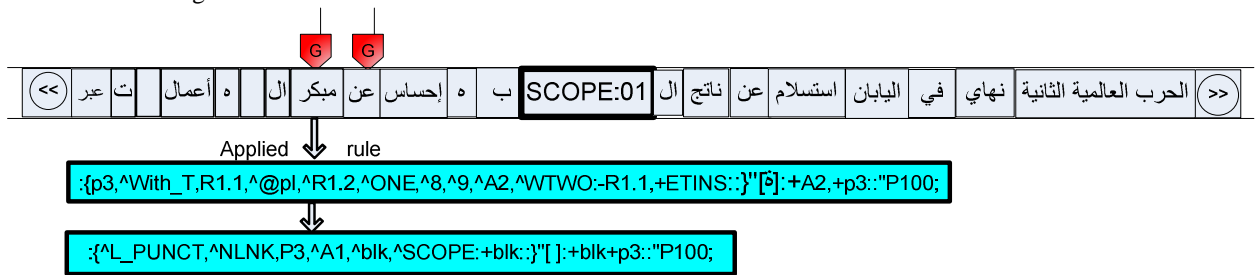 G G
<< الحرب العالمية الثانية نهاي في اليابان استسلام عن ناتج ال SCOPE:01 ب ه إحساس عن مبكر ال ه أعمال ت عبر >>
Applied rule
:{p3,^With_T,R1.1,^@pl,^R1.2,^ONE,^8,^9,^A2,^WTWO:-R1.1,+ETINS::}"[ة]:+A2,+p3::"P100;
:{^L_PUNCT,^NLNK,P3,^A1,^blk,^SCOPE:+blk::}"[ ]:+blk+p3::"P100;